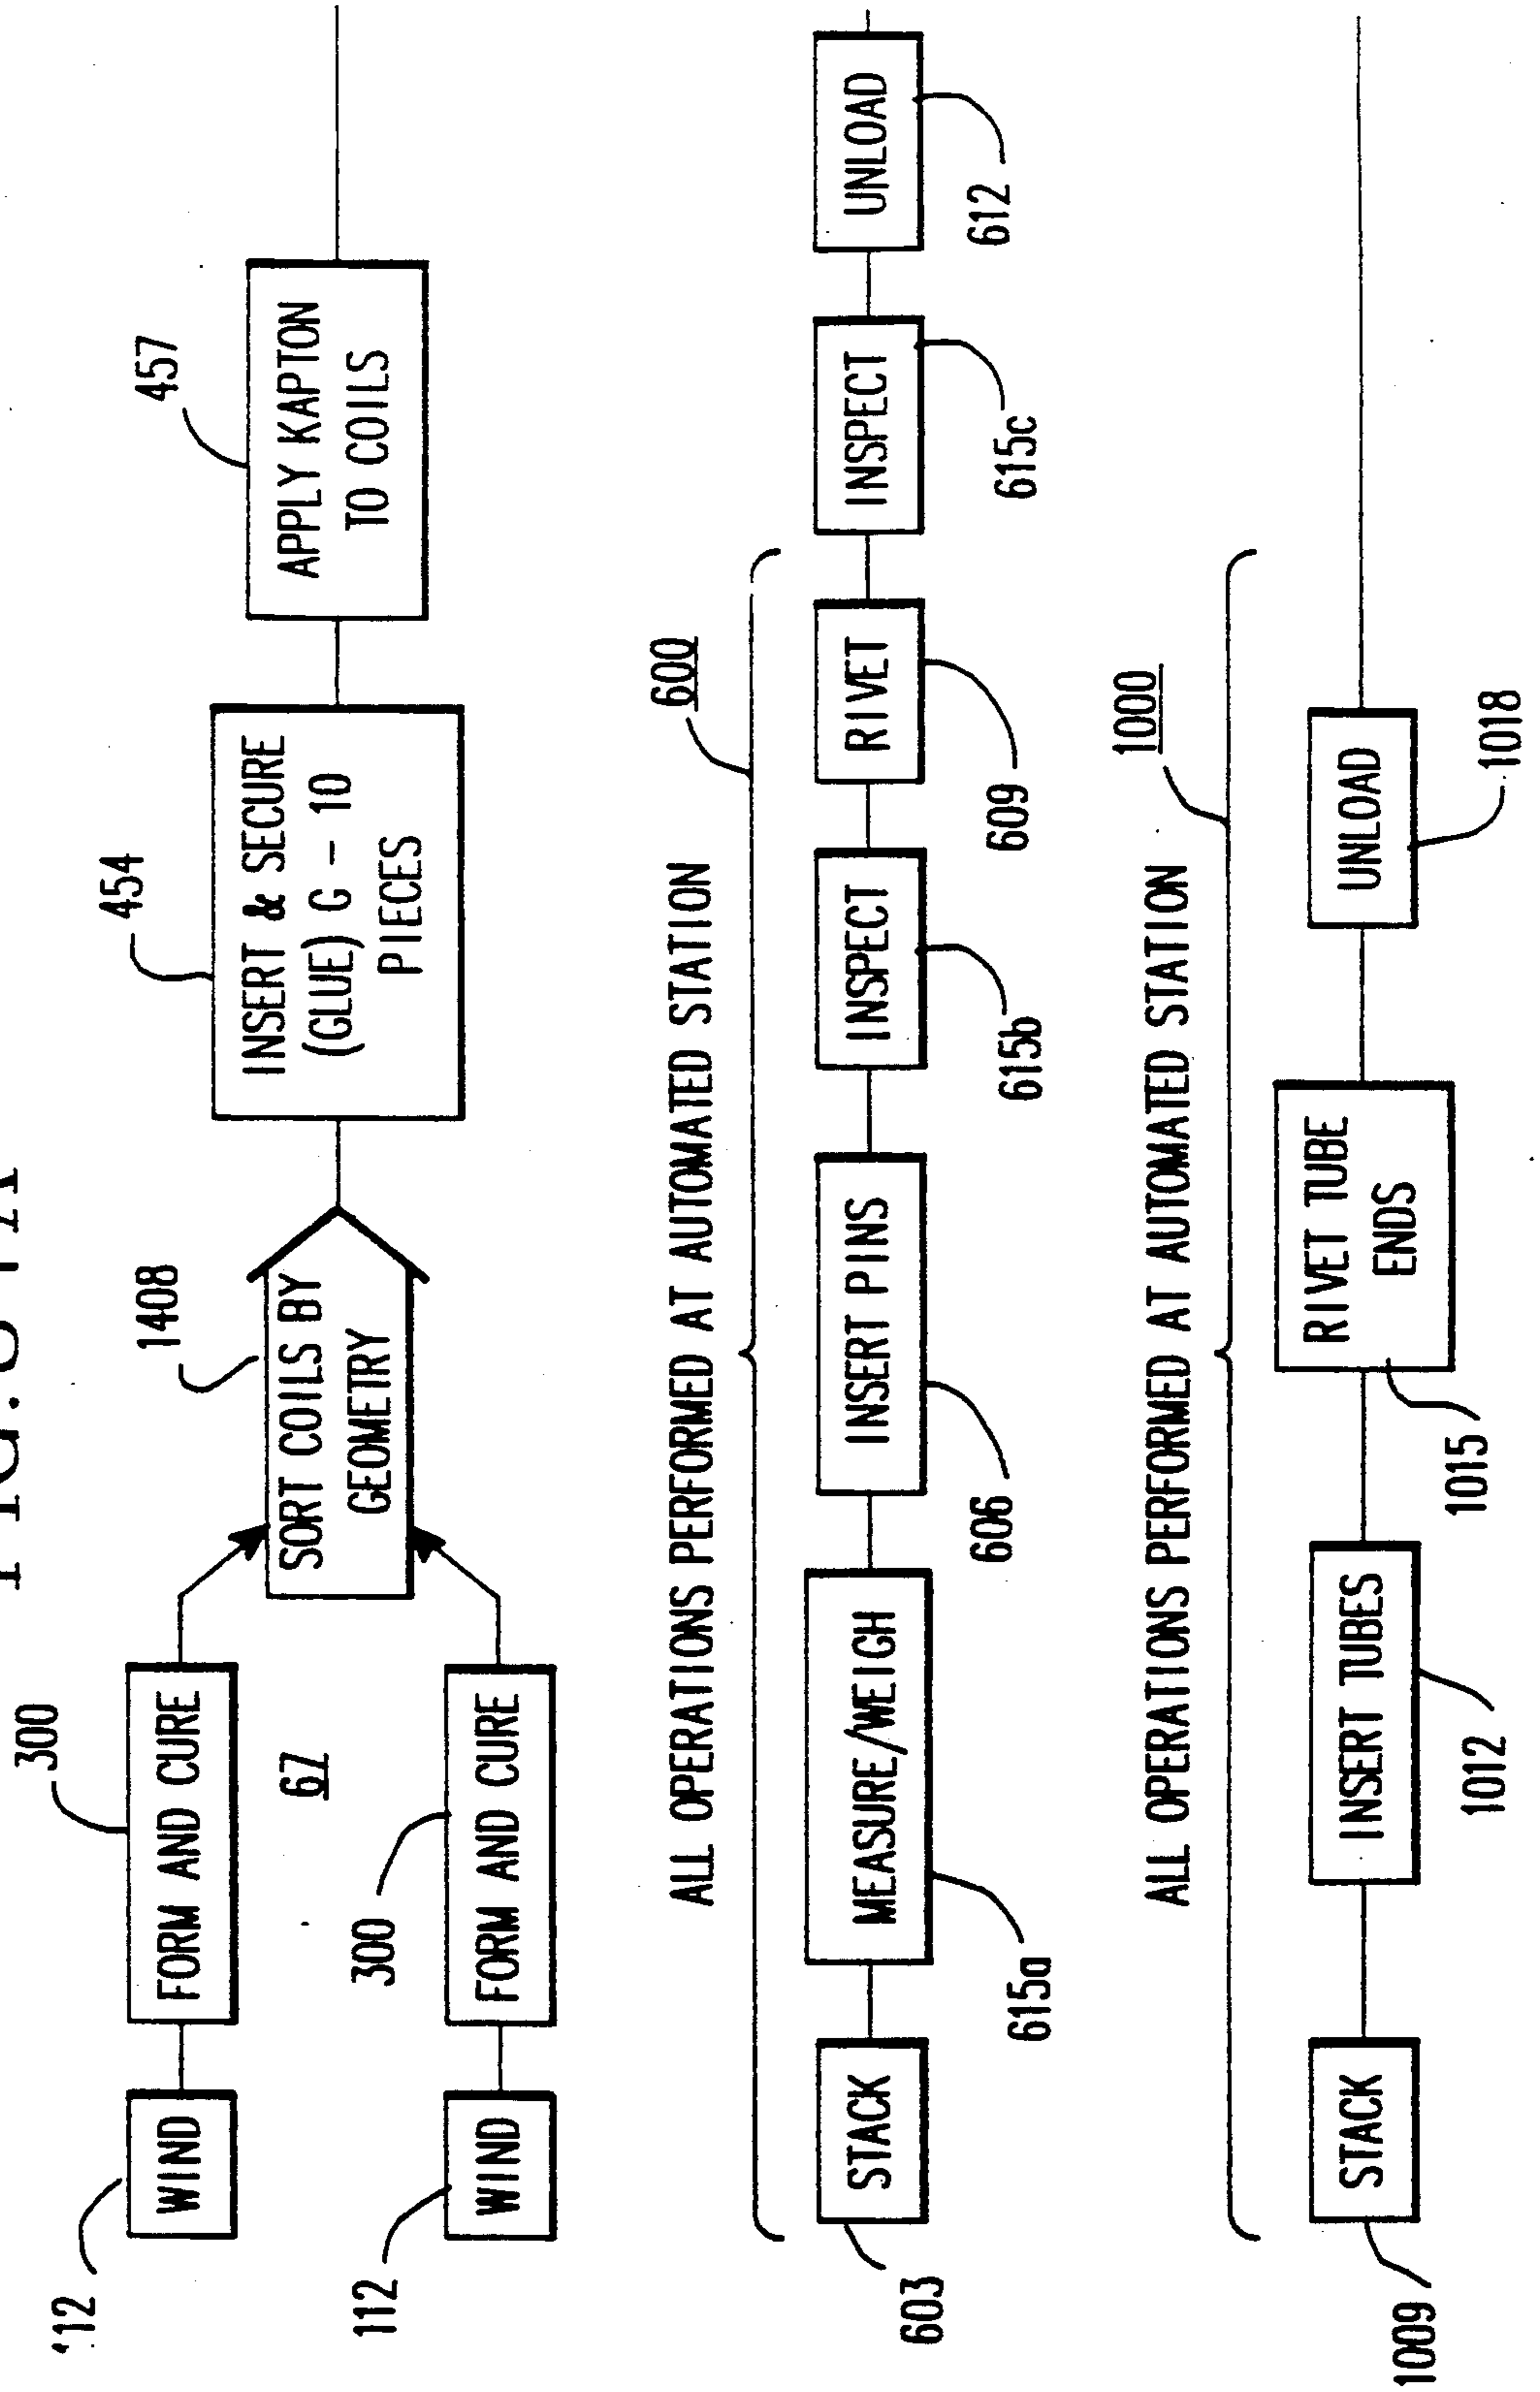 112
WIND
300
FORM AND CURE
67
112
WIND
300
FORM AND CURE
1408
SORT COILS BY
GEOMETRY
454
INSERT & SECURE
(GLUE) G - 10
PIECES
457
APPLY KAPTON
TO COILS
ALL OPERATIONS PERFORMED AT AUTOMATED STATION
600
STACK
603
MEASURE/WEIGH
615a
INSERT PINS
606
INSPECT
615b
RIVET
609
INSPECT
615c
UNLOAD
612
ALL OPERATIONS PERFORMED AT AUTOMATED STATION
1000
STACK
1009
INSERT TUBES
1012
RIVET TUBE
ENDS
1015
UNLOAD
1018